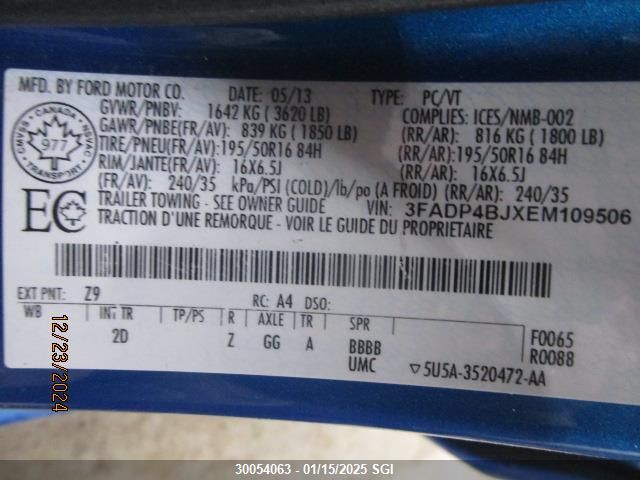 MFD. BY FORD MOTOR CO.
DATE: 05/13
TYPE: PC/VT
GVWR/PNBV: 1642 KG ( 3620 LB)
COMPLIES: ICES/NMB-002
GAWR/PNBE(FR/AV): 839 KG ( 1850 LB)
(RR/AR): 816 KG ( 1800 LB)
TIRE/PNEU(FR/AV):195/50R16 84H
(RR/AR):195/50R16 84H
RIM/JANTE(FR/AV): 16X6.5J
(RR/AR): 16X6.5J
(FR/AV): 240/35 kPa/PSI (COLD)/lb/po (A FROID) (RR/AR): 240/35
TRAILER TOWING - SEE OWNER GUIDE
VIN: 3FADP4BJXEM109506
TRACTION D'UNE REMORQUE - VOIR LE GUIDE DU PROPRIETAIRE
CMVSS CANADA NSVAC
977
TRANSPORT
EC
EXT PNT: Z9
RC: A4 DSO:
WB INT TR TP/PS R AXLE TR SPR
2D Z GG A BBBB
UMC
F0065
R0088
▽5U5A-3520472-AA
12/23/2024
30054063 - 01/15/2025 SGI